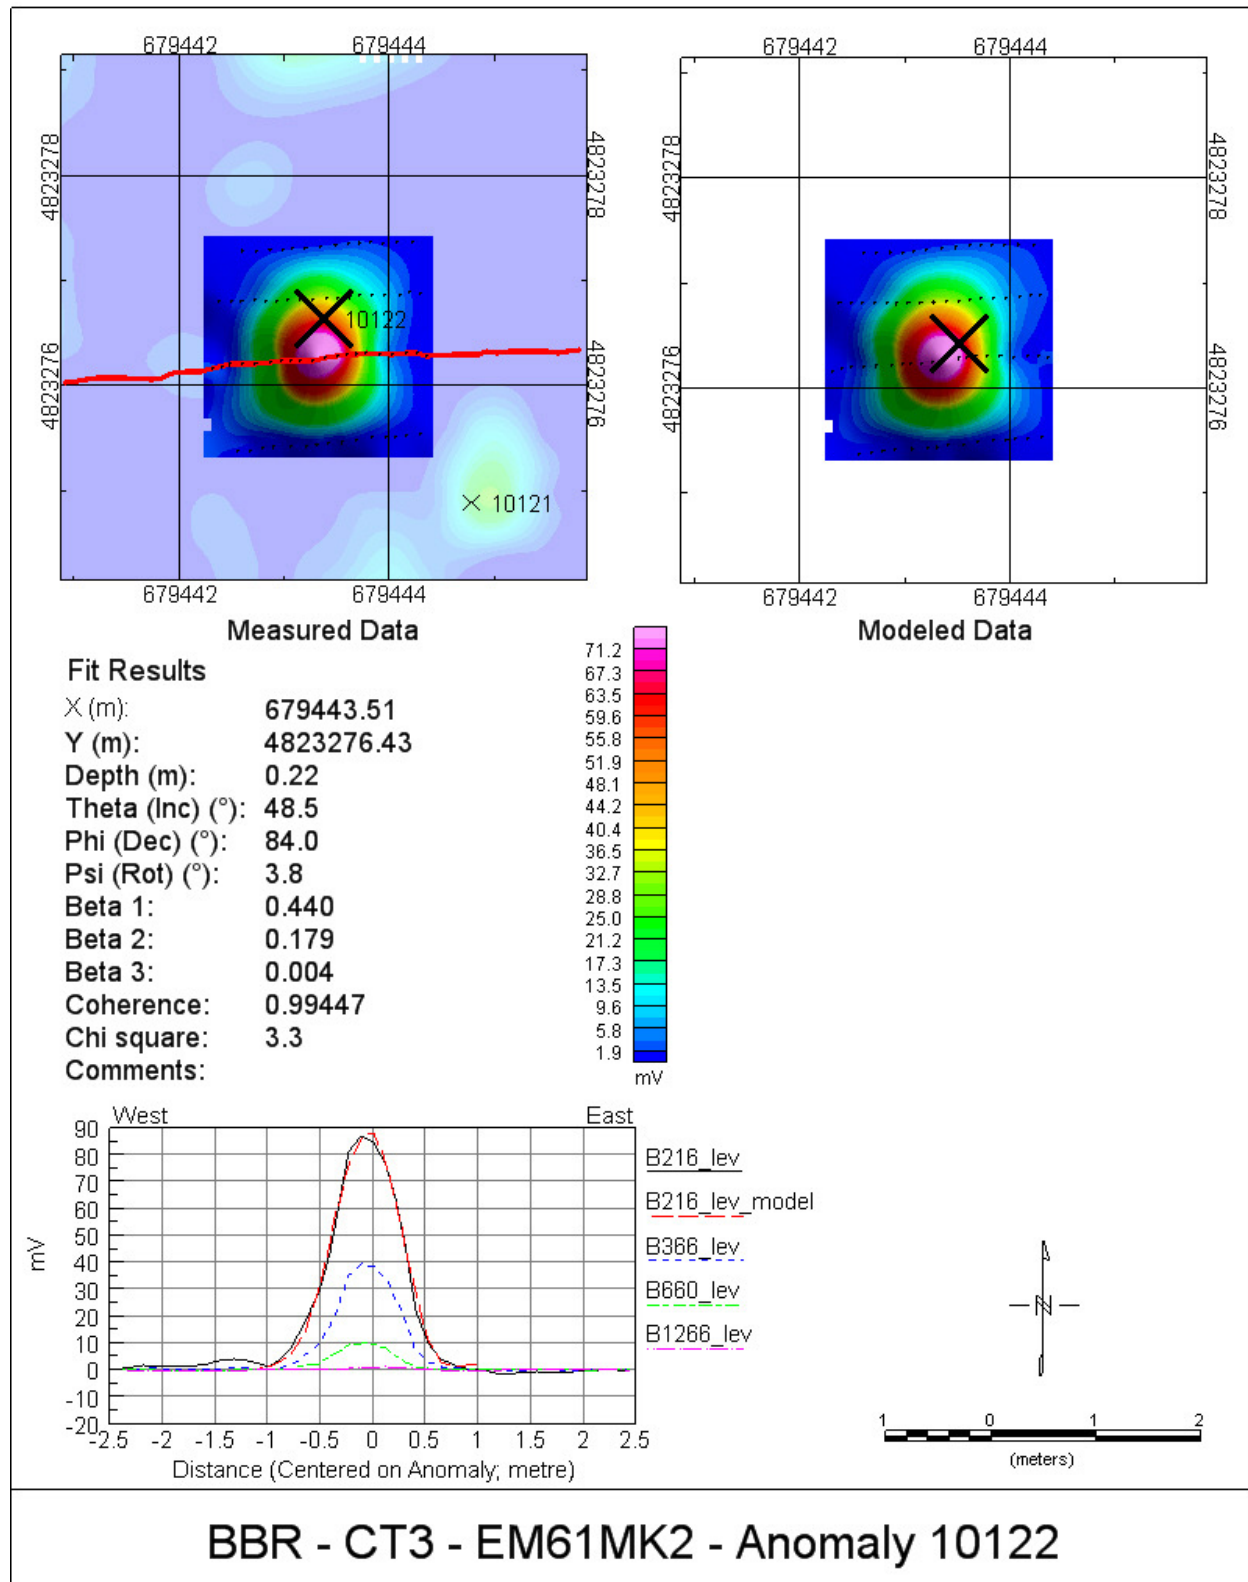 679442 679444
679442 679444
4823278
4823278
4823278
4823278
10122
4823276
4823276
4823276
4823276
10121
679442 679444
679442 679444
Measured Data
Modeled Data
Fit Results
X (m): 679443.51
Y (m): 4823276.43
Depth (m): 0.22
Theta (Inc) (°): 48.5
Phi (Dec) (°): 84.0
Psi (Rot) (°): 3.8
Beta 1: 0.440
Beta 2: 0.179
Beta 3: 0.004
Coherence: 0.99447
Chi square: 3.3
Comments:
71.2
67.3
63.5
59.6
55.8
51.9
48.1
44.2
40.4
36.5
32.7
28.8
25.0
21.2
17.3
13.5
9.6
5.8
1.9
mV
West East
90
80
70
60
50
40
30
20
10
0
-10
-20
mV
-2.5 -2 -1.5 -1 -0.5 0 0.5 1 1.5 2 2.5
Distance (Centered on Anomaly; metre)
B216_lev
B216_lev_model
B366_lev
B660_lev
B1266_lev
N
1 0 1 2
(meters)
BBR - CT3 - EM61MK2 - Anomaly 10122